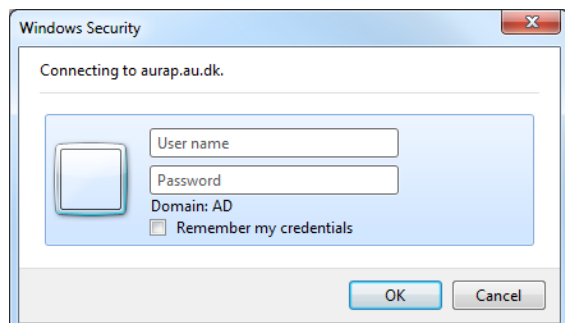 Windows Security
Connecting to aurap.au.dk.
User name
Password
Domain: AD
Remember my credentials
OK Cancel